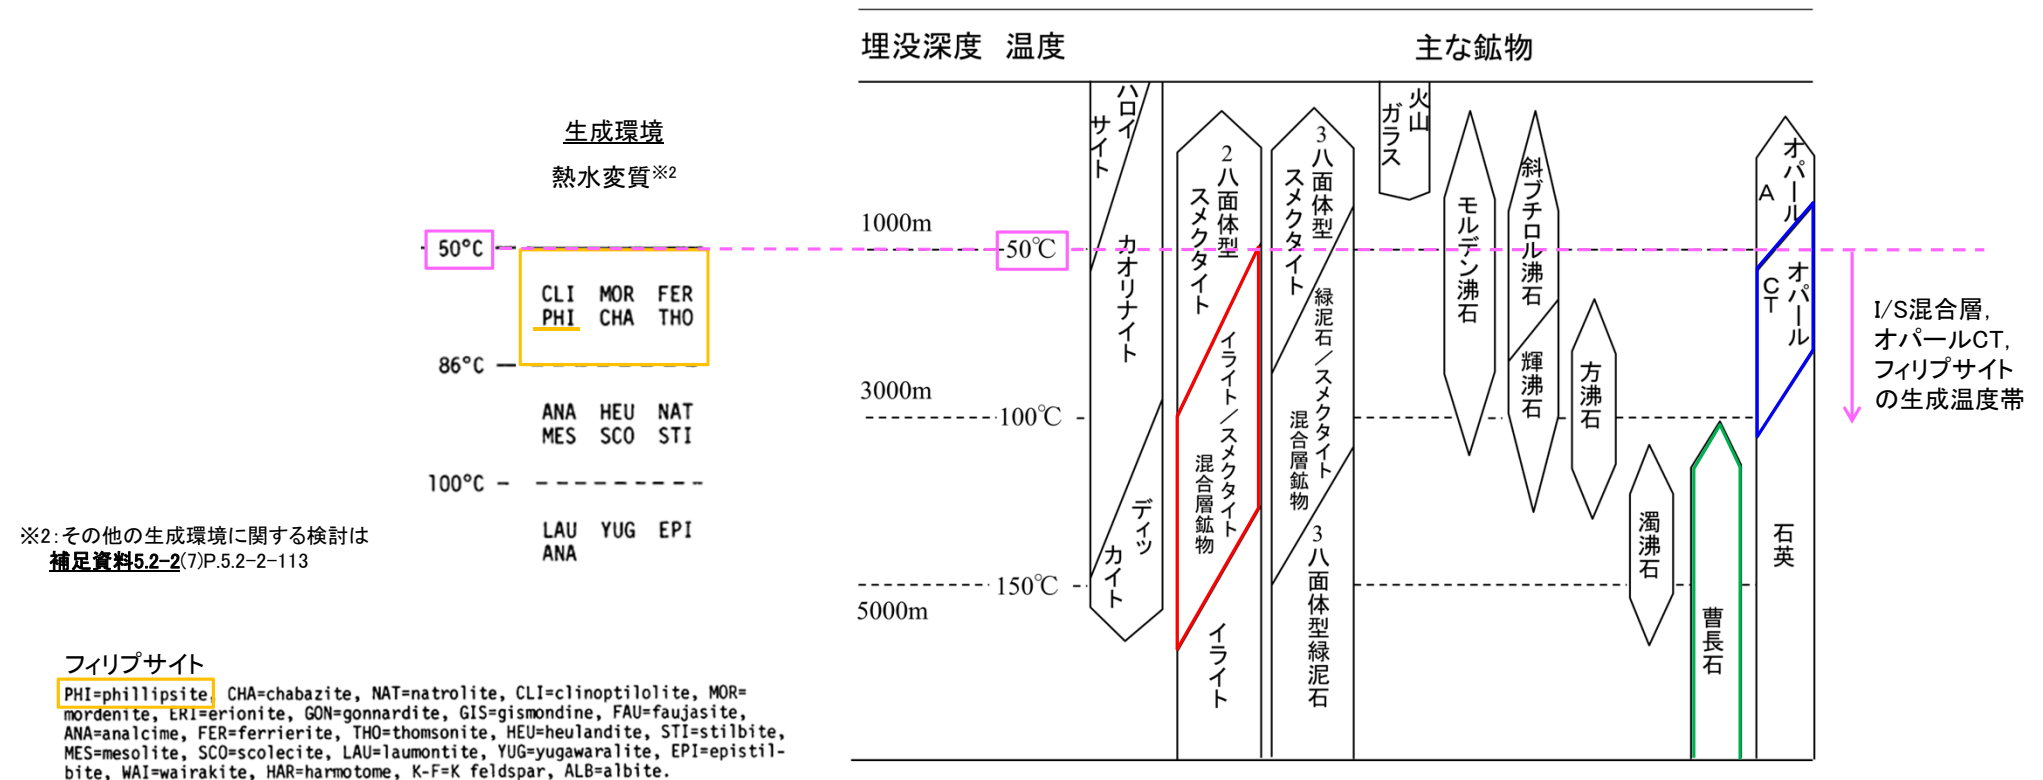 生成環境
熱水変質※2
50°C
CLI MOR FER
PHI CHA THO
86°C
ANA HEU NAT
MES SCO STI
100°C
LAU YUG EPI
ANA
※2:その他の生成環境に関する検討は
補足資料5.2-2(7)P.5.2-2-113
フィリプサイト
PHI=phillipsite, CHA=chabazite, NAT=natrolite, CLI=clinoptilolite, MOR=
mordenite, ERI=erionite, GON=gonnardite, GIS=gismondine, FAU=faujasite,
ANA=analcime, FER=ferrierite, THO=thomsonite, HEU=heulandite, STI=stilbite,
MES=mesolite, SCO=scolecite, LAU=laumontite, YUG=yugawaralite, EPI=epistil-
bite, WAI=wairakite, HAR=harmotome, K-F=K feldspar, ALB=albite.
埋没深度 温度 主な鉱物
1000m
50℃
3000m
100℃
150℃
5000m
ハロイ
サイト
カオリナイト
ディッ
カイト
2八面体型
スメクタイト
イライト/スメクタイト
混合層鉱物
イライト
3八面体型
スメクタイト
緑泥石/スメクタイト
混合層鉱物
3八面体型緑泥石
火山
ガラス
モルデン沸石
斜プチロル沸石
輝沸石
方沸石
濁沸石
曹長石
オパール
A
オパール
CT
石英
I/S混合層,
オパールCT,
フィリプサイト
の生成温度帯